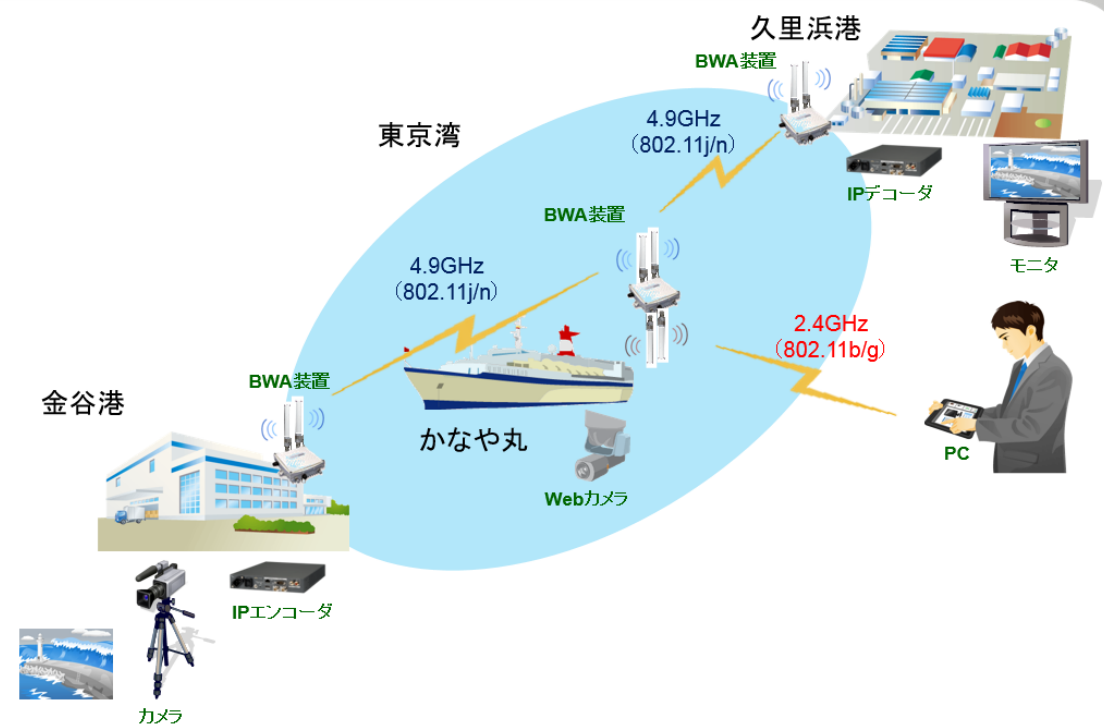 久里浜港
BWA装置
東京湾
4.9GHz
（802.11j/n）
IPデコーダ
BWA装置
モニタ
4.9GHz
（802.11j/n）
2.4GHz
（802.11b/g）
BWA装置
金谷港
かなや丸
PC
Webカメラ
IPエンコーダ
カメラ